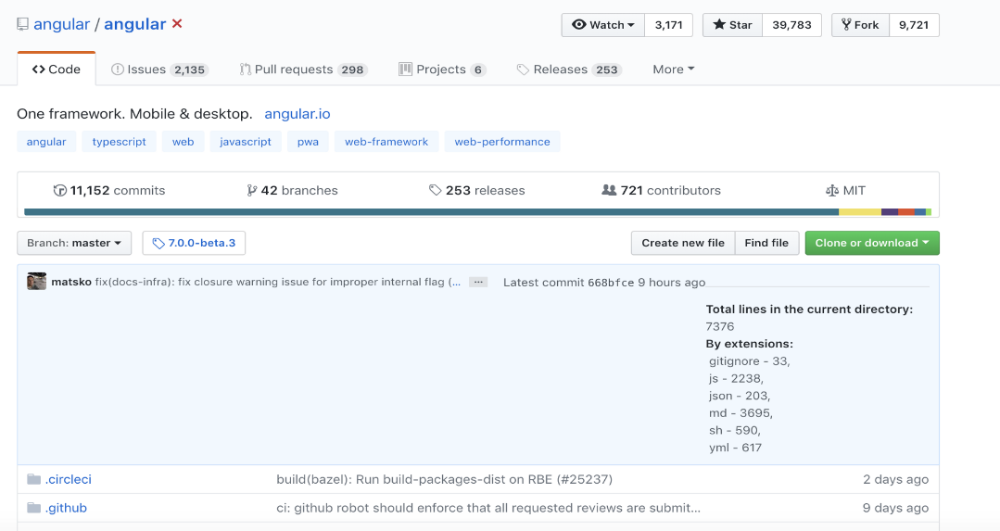 angular / angular ✕ Watch 3,171 Star 39,783 Fork 9,721
Code Issues 2,135 Pull requests 298 Projects 6 Releases 253 More
One framework. Mobile & desktop. angular.io
angular typescript web javascript pwa web-framework web-performance
11,152 commits 42 branches 253 releases 721 contributors MIT
Branch: master 7.0.0-beta.3 Create new file Find file Clone or download
matsko fix(docs-infra): fix closure warning issue for improper internal flag (... ... Latest commit 668bfce 9 hours ago
Total lines in the current directory:
7376
By extensions:
gitignore - 33,
js - 2238,
json - 203,
md - 3695,
sh - 590,
yml - 617
.circleci build(bazel): Run build-packages-dist on RBE (#25237) 2 days ago
.github ci: github robot should enforce that all requested reviews are submit... 9 days ago